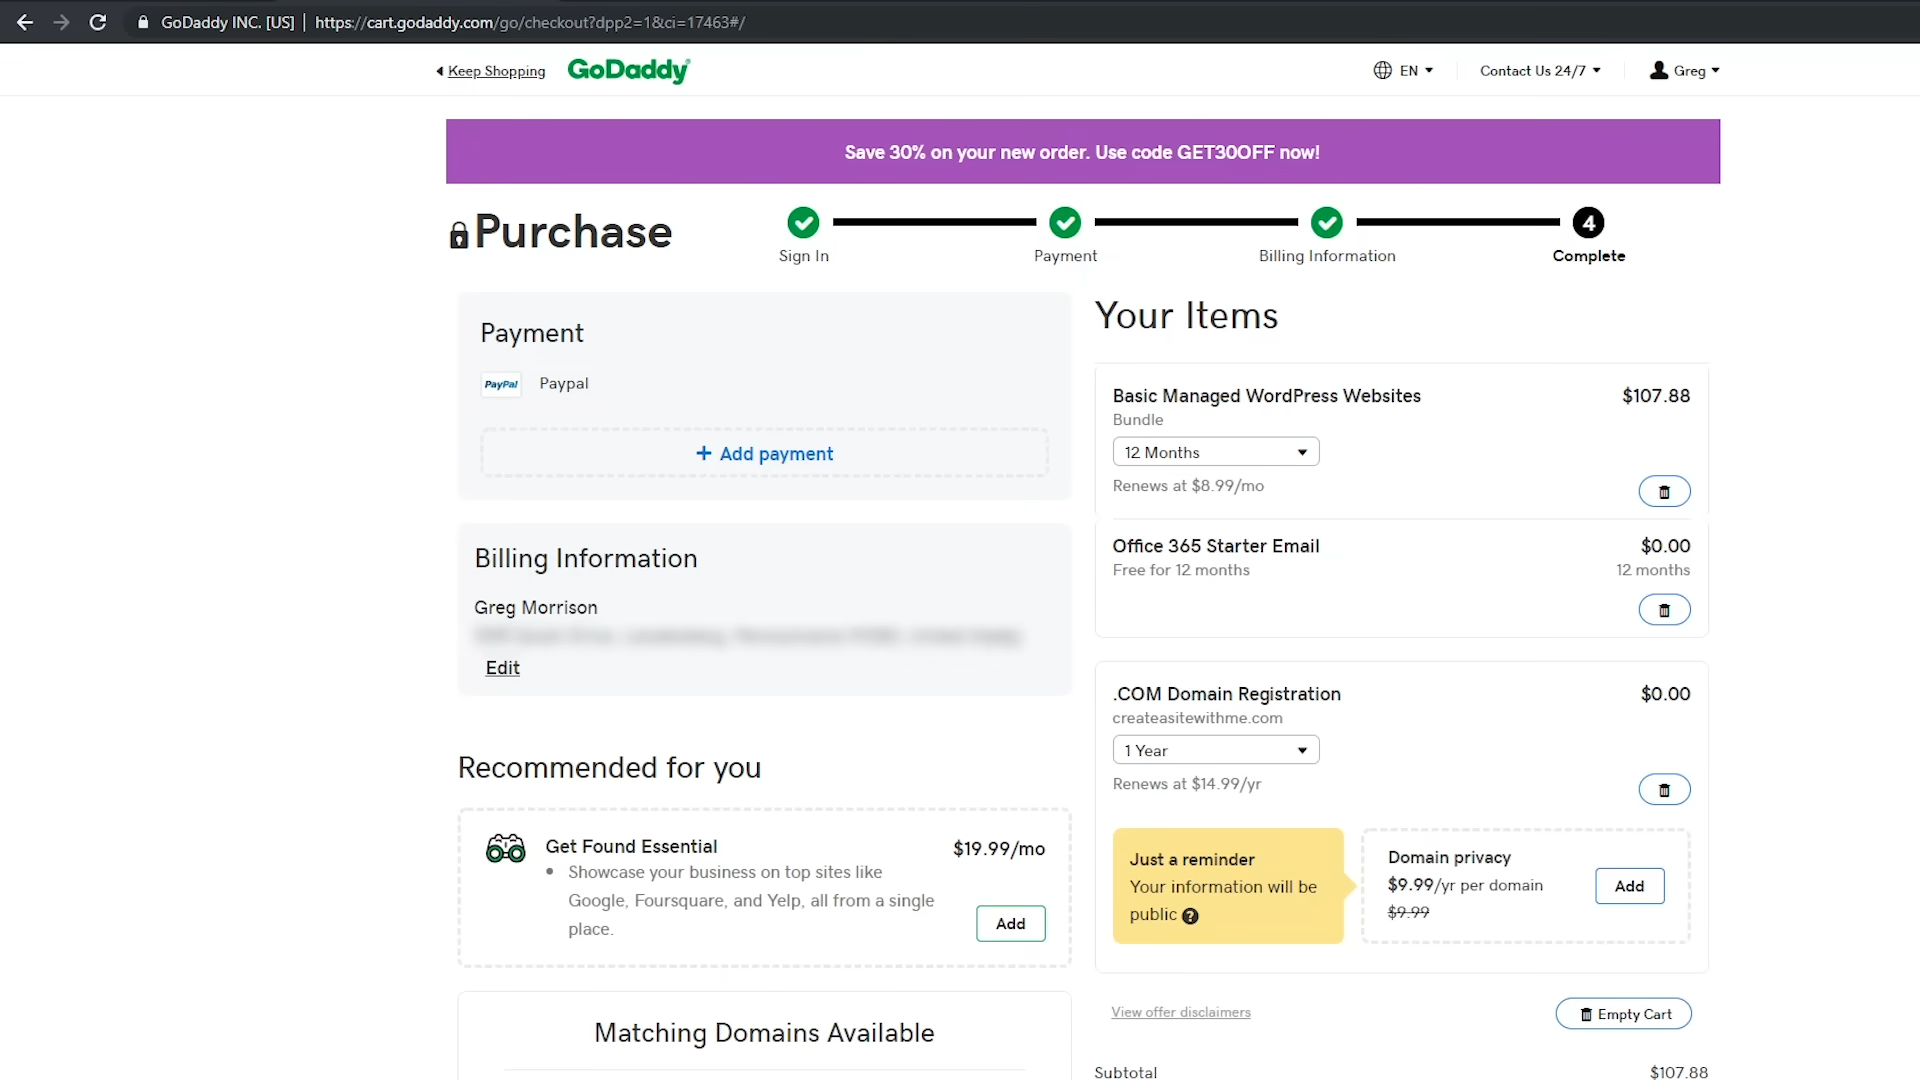 GoDaddy INC. [US] | https://cart.godaddy.com/go/checkout?dpp2=1&ci=17463#/
Keep Shopping
GoDaddy
EN
Contact Us 24/7
Greg
Save 30% on your new order. Use code GET30OFF now!
Purchase
4
Sign In
Payment
Billing Information
Complete
Payment
PayPal Paypal
+ Add payment
Billing Information
Greg Morrison
Edit
Recommended for you
Get Found Essential
$19.99/mo
• Showcase your business on top sites like
Google, Foursquare, and Yelp, all from a single
place.
Add
Matching Domains Available
Your Items
Basic Managed WordPress Websites
$107.88
Bundle
12 Months
Renews at $8.99/mo
Office 365 Starter Email
$0.00
Free for 12 months
12 months
.COM Domain Registration
$0.00
createasitewithme.com
1 Year
Renews at $14.99/yr
Just a reminder
Your information will be
public ?
Domain privacy
$9.99/yr per domain
$9.99
Add
View offer disclaimers
Empty Cart
Subtotal
$107.88